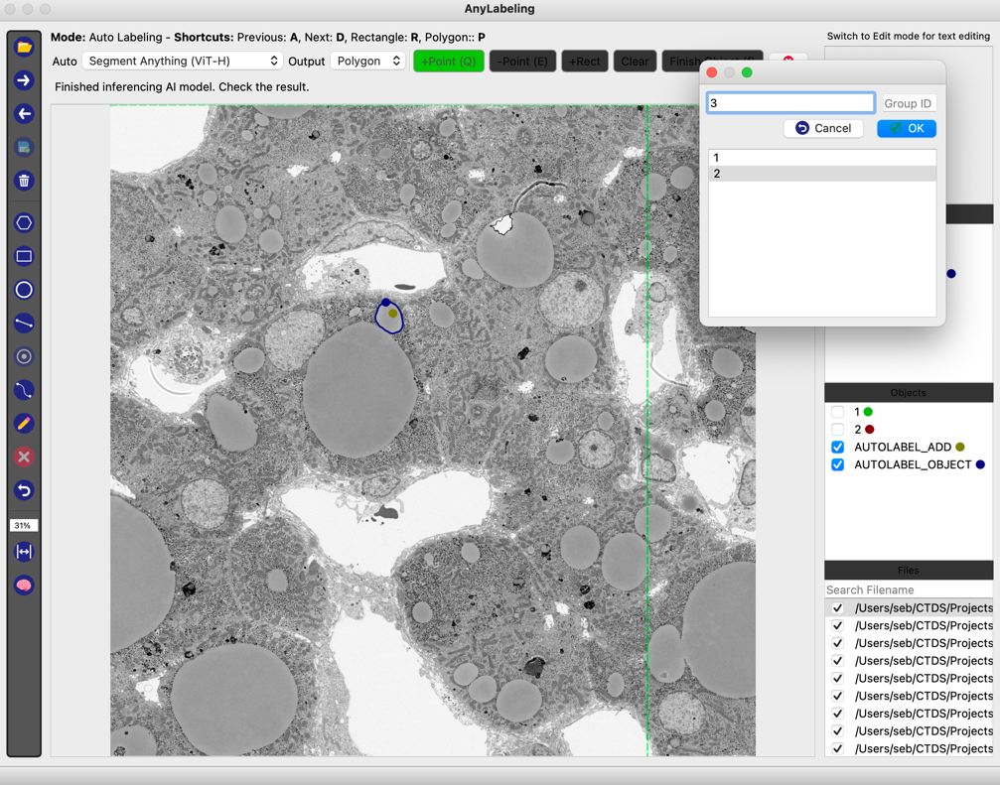 AnyLabeling
Mode: Auto Labeling - Shortcuts: Previous: A, Next: D, Rectangle: R, Polygon:: P
Switch to Edit mode for text editing
Auto Segment Anything (ViT-H) Output Polygon +Point (Q) -Point (E) +Rect Clear
Finished inferencing AI model. Check the result.
3
Group ID
Cancel
OK
1
2
Objects
1
2
AUTOLABEL_ADD
AUTOLABEL_OBJECT
31%
Files
Search Filename
/Users/seb/CTDS/Projects
/Users/seb/CTDS/Projects
/Users/seb/CTDS/Projects
/Users/seb/CTDS/Projects
/Users/seb/CTDS/Projects
/Users/seb/CTDS/Projects
/Users/seb/CTDS/Projects
/Users/seb/CTDS/Projects
/Users/seb/CTDS/Projects